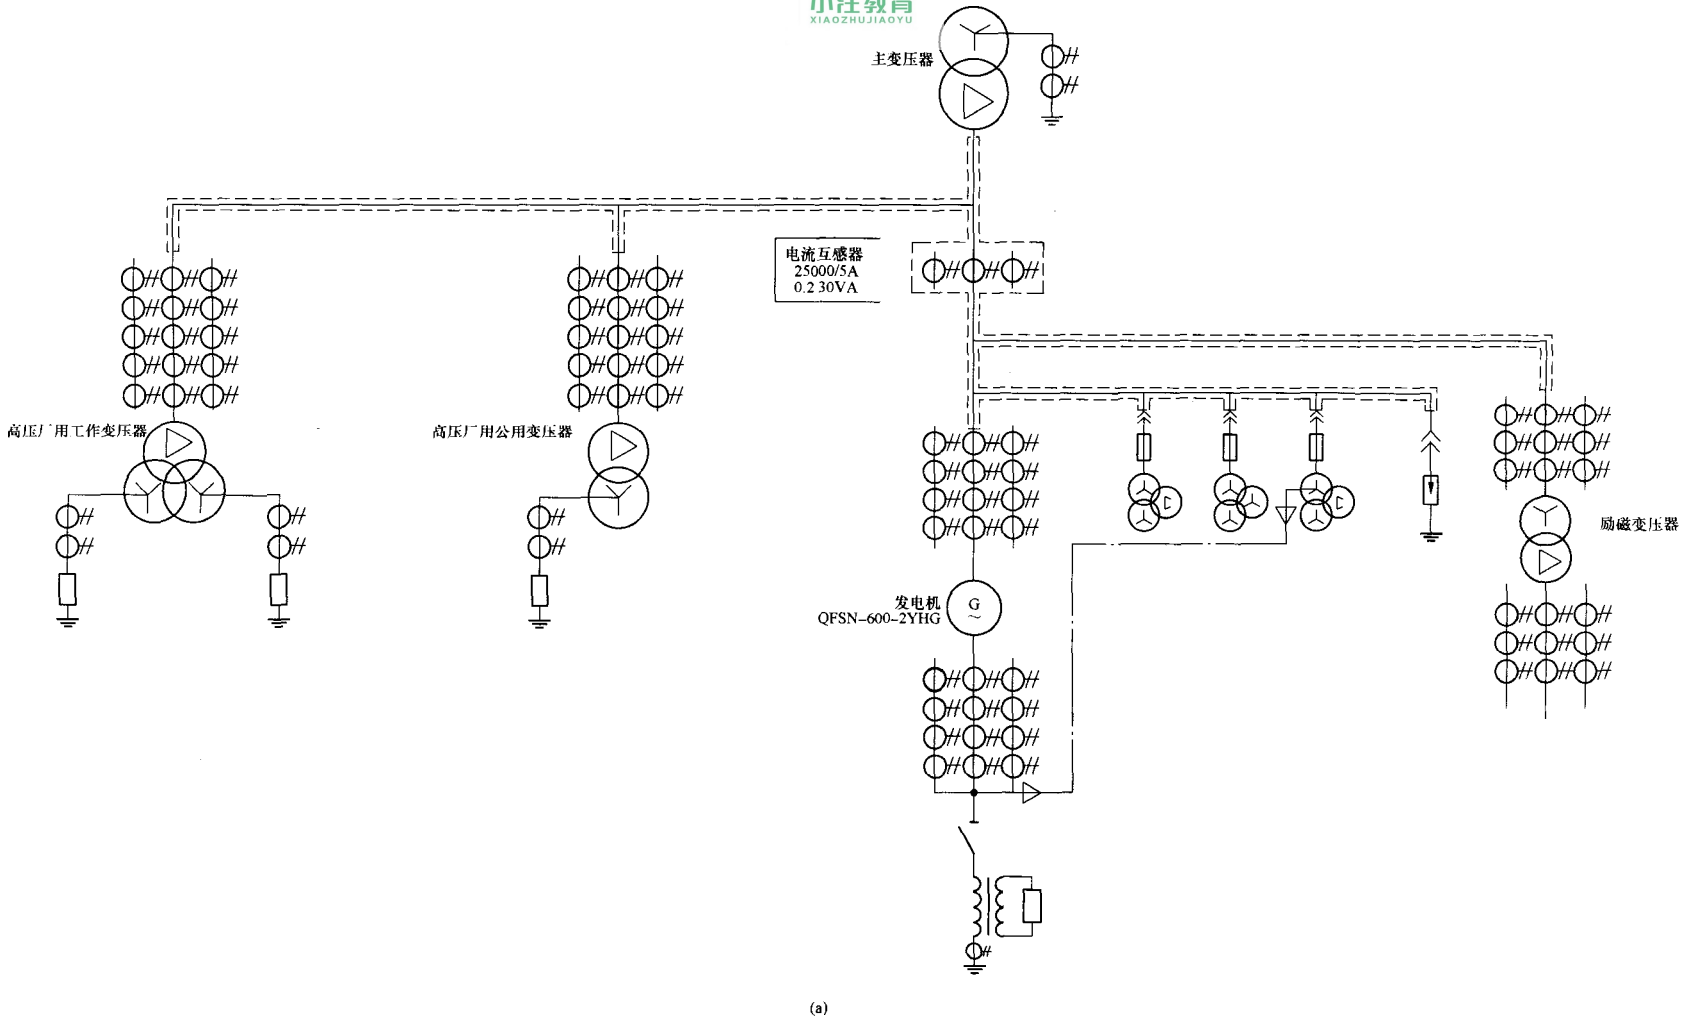 小注教育
XIAOZHUJIAOYU
主变压器
电流互感器
25000/5A
0.2 30VA
高压厂用工作变压器
高压厂用公用变压器
励磁变压器
发电机
QFSN-600-2YHG
G
~
(a)